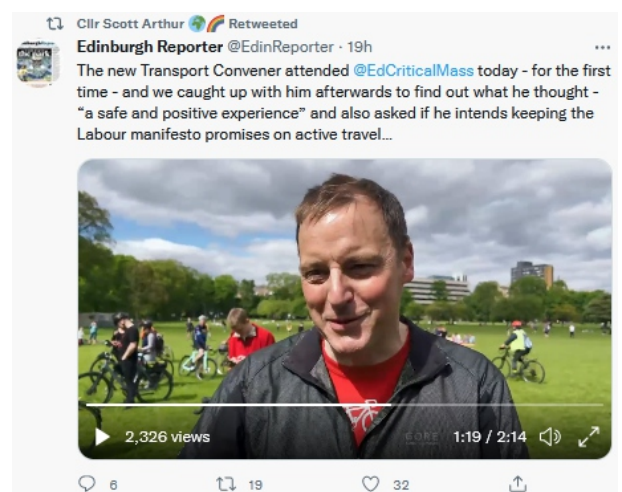 Cllr Scott Arthur Retweeted
Edinburgh Reporter @EdinReporter · 19h
The new Transport Convener attended @EdCriticalMass today - for the first
time - and we caught up with him afterwards to find out what he thought -
“a safe and positive experience” and also asked if he intends keeping the
Labour manifesto promises on active travel...
GORE
2,326 views
1:19 / 2:14
6
19
32